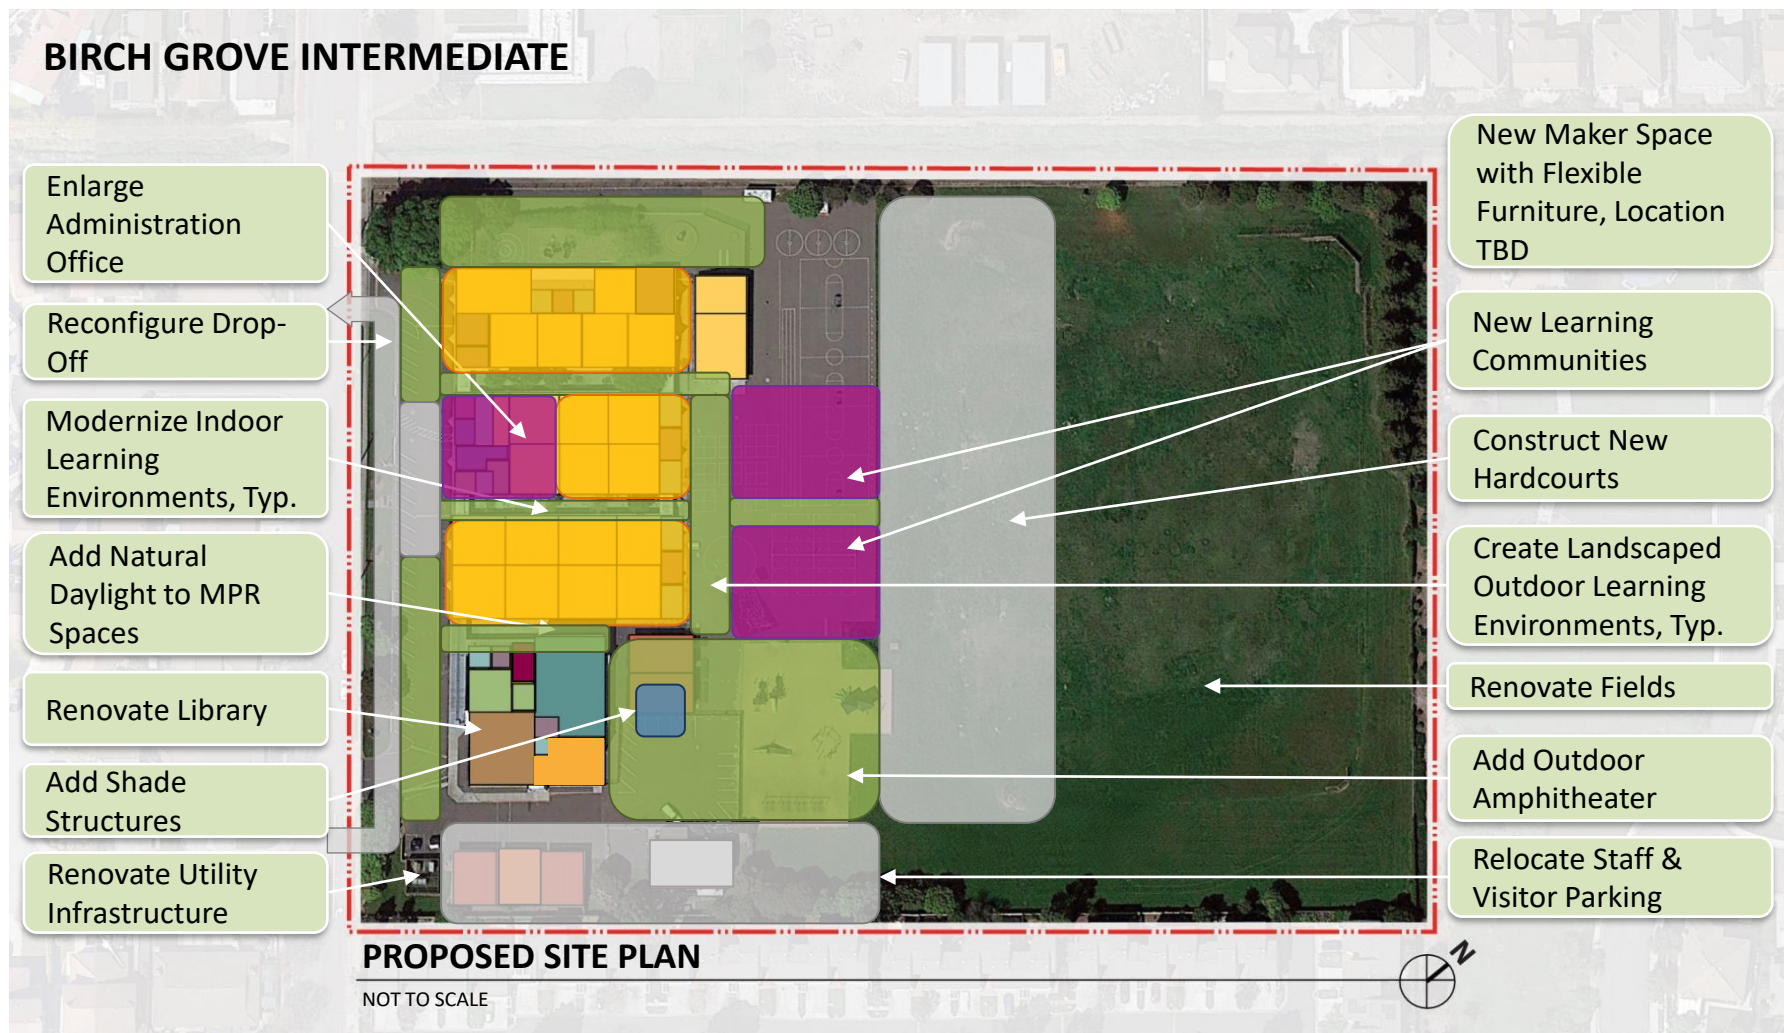 BIRCH GROVE INTERMEDIATE
Enlarge
Administration
Office
Reconfigure Drop-
Off
Modernize Indoor
Learning
Environments, Typ.
Add Natural
Daylight to MPR
Spaces
Renovate Library
Add Shade
Structures
Renovate Utility
Infrastructure
New Maker Space
with Flexible
Furniture, Location
TBD
New Learning
Communities
Construct New
Hardcourts
Create Landscaped
Outdoor Learning
Environments, Typ.
Renovate Fields
Add Outdoor
Amphitheater
Relocate Staff &
Visitor Parking
PROPOSED SITE PLAN
NOT TO SCALE
N